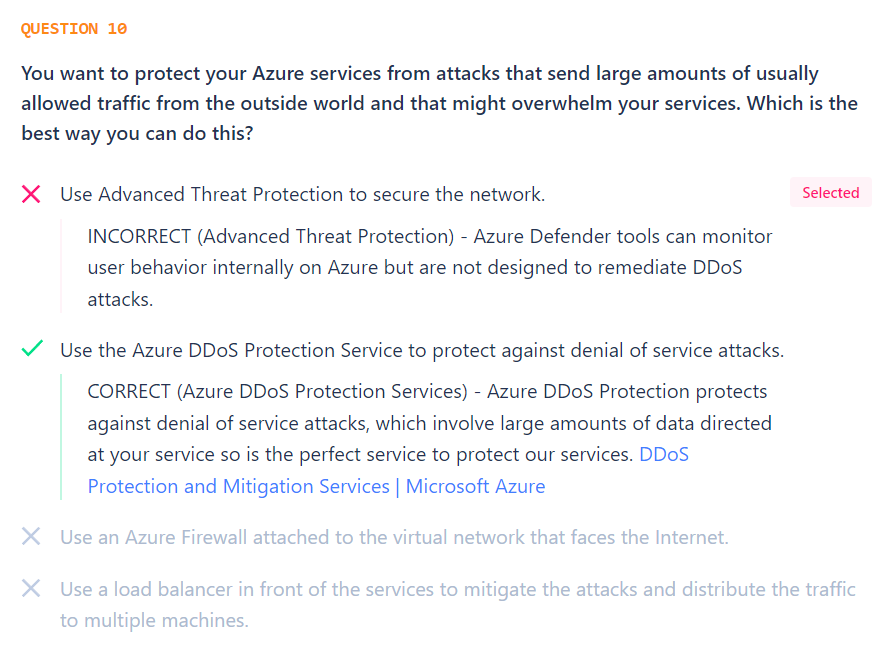 QUESTION 10
You want to protect your Azure services from attacks that send large amounts of usually
allowed traffic from the outside world and that might overwhelm your services. Which is the
best way you can do this?
Use Advanced Threat Protection to secure the network.
Selected
INCORRECT (Advanced Threat Protection) - Azure Defender tools can monitor
user behavior internally on Azure but are not designed to remediate DDoS
attacks.
Use the Azure DDoS Protection Service to protect against denial of service attacks.
CORRECT (Azure DDoS Protection Services) - Azure DDoS Protection protects
against denial of service attacks, which involve large amounts of data directed
at your service so is the perfect service to protect our services. DDoS
Protection and Mitigation Services | Microsoft Azure
Use an Azure Firewall attached to the virtual network that faces the Internet.
Use a load balancer in front of the services to mitigate the attacks and distribute the traffic
to multiple machines.